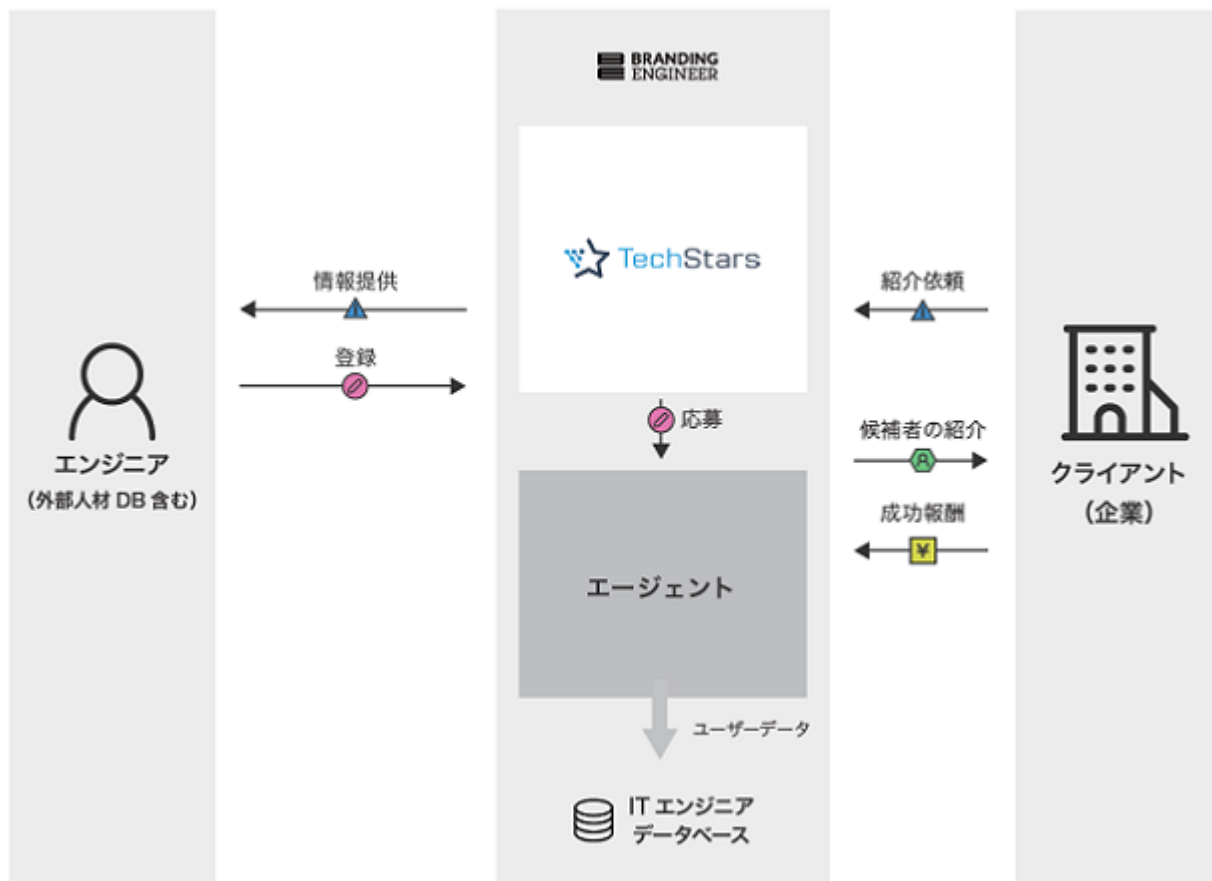 BRANDING
ENGINEER
TechStars
情報提供
登録
エンジニア
(外部人材 DB 含む)
応募
エージェント
ユーザーデータ
IT エンジニア
データベース
紹介依頼
候補者の紹介
成功報酬
¥
クライアント
(企業)